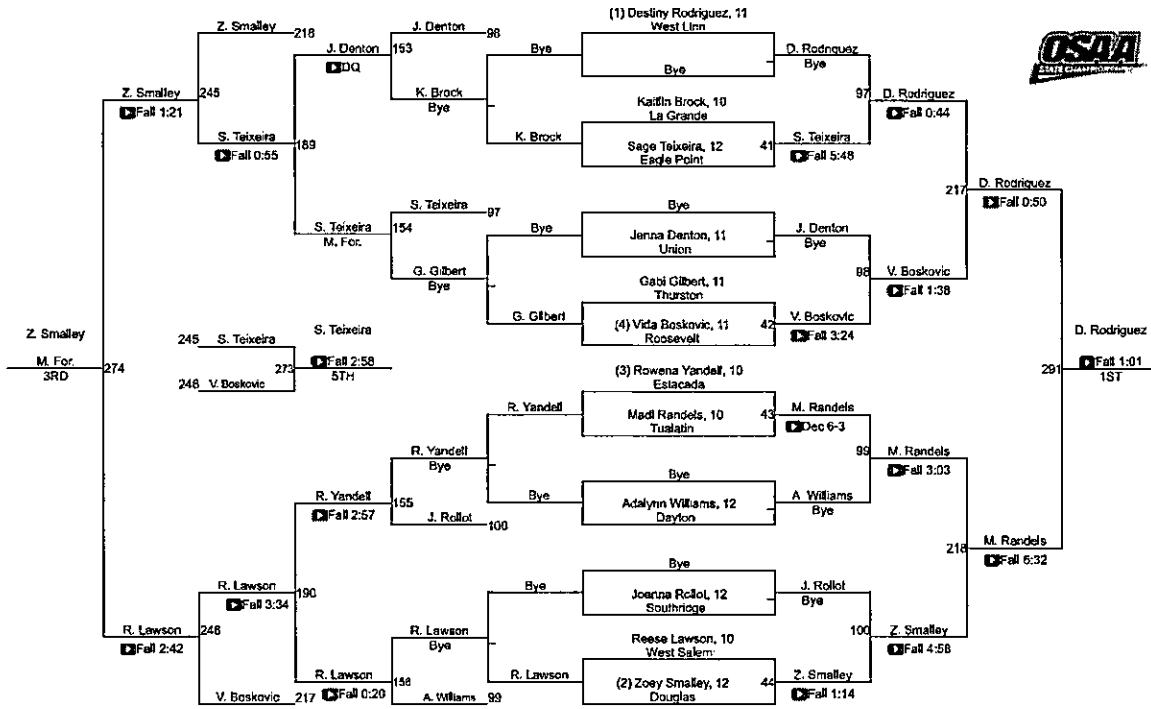 OSAA
STATE CHAMPIONSHIPS
(1) Destiny Rodriguez, 11
West Linn
Bye
Kaitlin Brock, 10
La Grande
Sage Teixeira, 12
Eagle Point
41
Bye
Jenna Denton, 11
Union
Gabi Gilbert, 11
Thurston
(4) Vida Boskovic, 11
Roosevelt
42
(3) Rowena Yandell, 10
Estacada
Madi Randels, 10
Tualatin
43
Bye
Adalynn Williams, 12
Dayton
Bye
Joanna Rollot, 12
Southridge
Reese Lawson, 10
West Salem
(2) Zoey Smalley, 12
Douglas
44
D. Rodriguez
Bye
97
S. Teixeira
Fall 5:48
J. Denton
Bye
98
V. Boskovic
Fall 3:24
M. Randels
Dec 6-3
99
A. Williams
Bye
J. Rollot
Bye
100
Z. Smalley
Fall 1:14
D. Rodriguez
Fall 0:44
217
V. Boskovic
Fall 1:38
M. Randels
Fall 3:03
218
Z. Smalley
Fall 4:58
D. Rodriguez
Fall 0:50
291
M. Randels
Fall 6:32
D. Rodriguez
Fall 1:01
1ST
Bye
K. Brock
Bye
G. Gilbert
R. Yandell
Bye
Bye
R. Lawson
J. Denton
98
153
K. Brock
Bye
S. Teixeira
97
154
G. Gilbert
Bye
R. Yandell
Bye
155
J. Rollot
100
R. Lawson
Bye
156
A. Williams
99
J. Denton
DQ
189
S. Teixeira
M. For.
R. Yandell
Fall 2:57
190
R. Lawson
Fall 0:20
Z. Smalley
218
245
S. Teixeira
Fall 0:55
R. Lawson
Fall 3:34
246
V. Boskovic
217
Z. Smalley
Fall 1:21
274
R. Lawson
Fall 2:42
Z. Smalley
M. For.
3RD
245
S. Teixeira
273
246
V. Boskovic
S. Teixeira
Fall 2:58
5TH